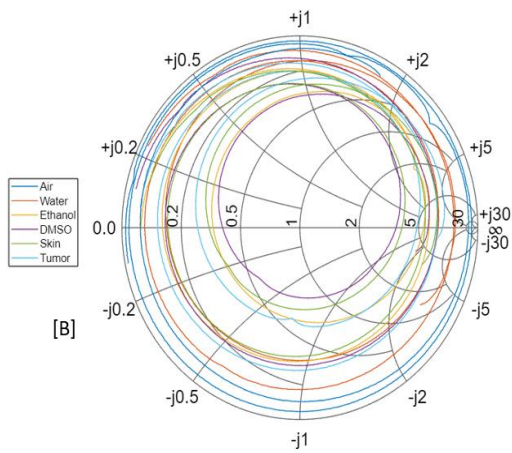 +j1
+j0.5
+j2
+j0.2
+j5
Air
Water
Ethanol
DMSO
Skin
Tumor
0.0
0.2
0.5
1
2
5
30
+j30
∞
-j30
-j0.2
-j5
[B]
-j0.5
-j2
-j1